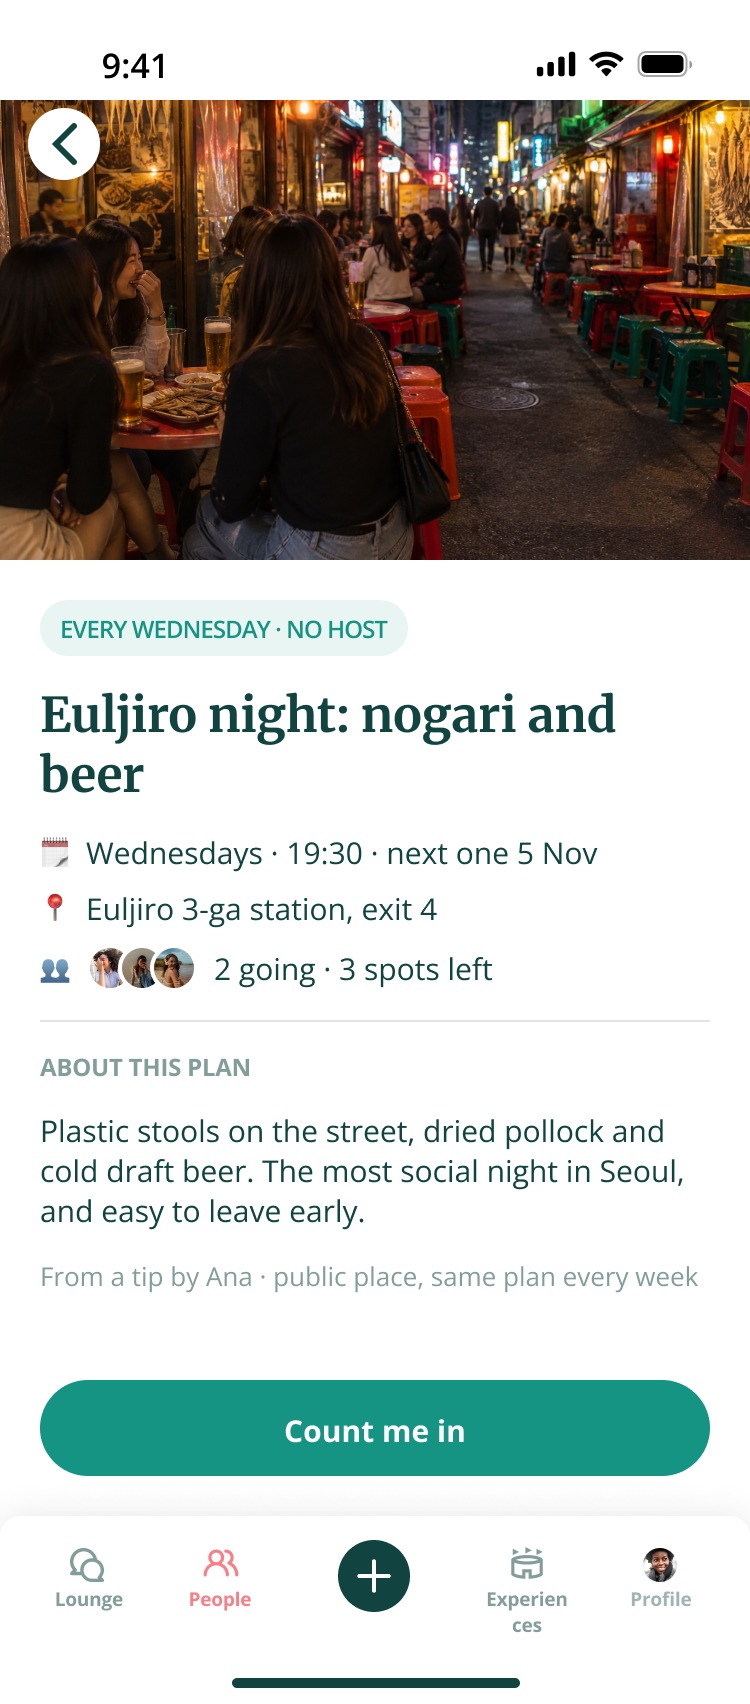 9:41
EVERY WEDNESDAY · NO HOST
Euljiro night: nogari and
beer
Wednesdays · 19:30 · next one 5 Nov
Euljiro 3-ga station, exit 4
2 going · 3 spots left
ABOUT THIS PLAN
Plastic stools on the street, dried pollock and
cold draft beer. The most social night in Seoul,
and easy to leave early.
From a tip by Ana · public place, same plan every week
Count me in
Lounge
People
Experien
ces
Profile